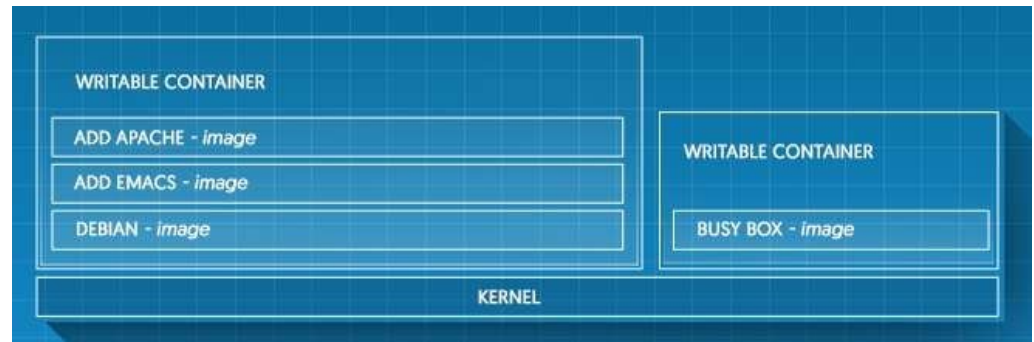 WRITABLE CONTAINER
ADD APACHE - image
ADD EMACS - image
DEBIAN - image
WRITABLE CONTAINER
BUSY BOX - image
KERNEL